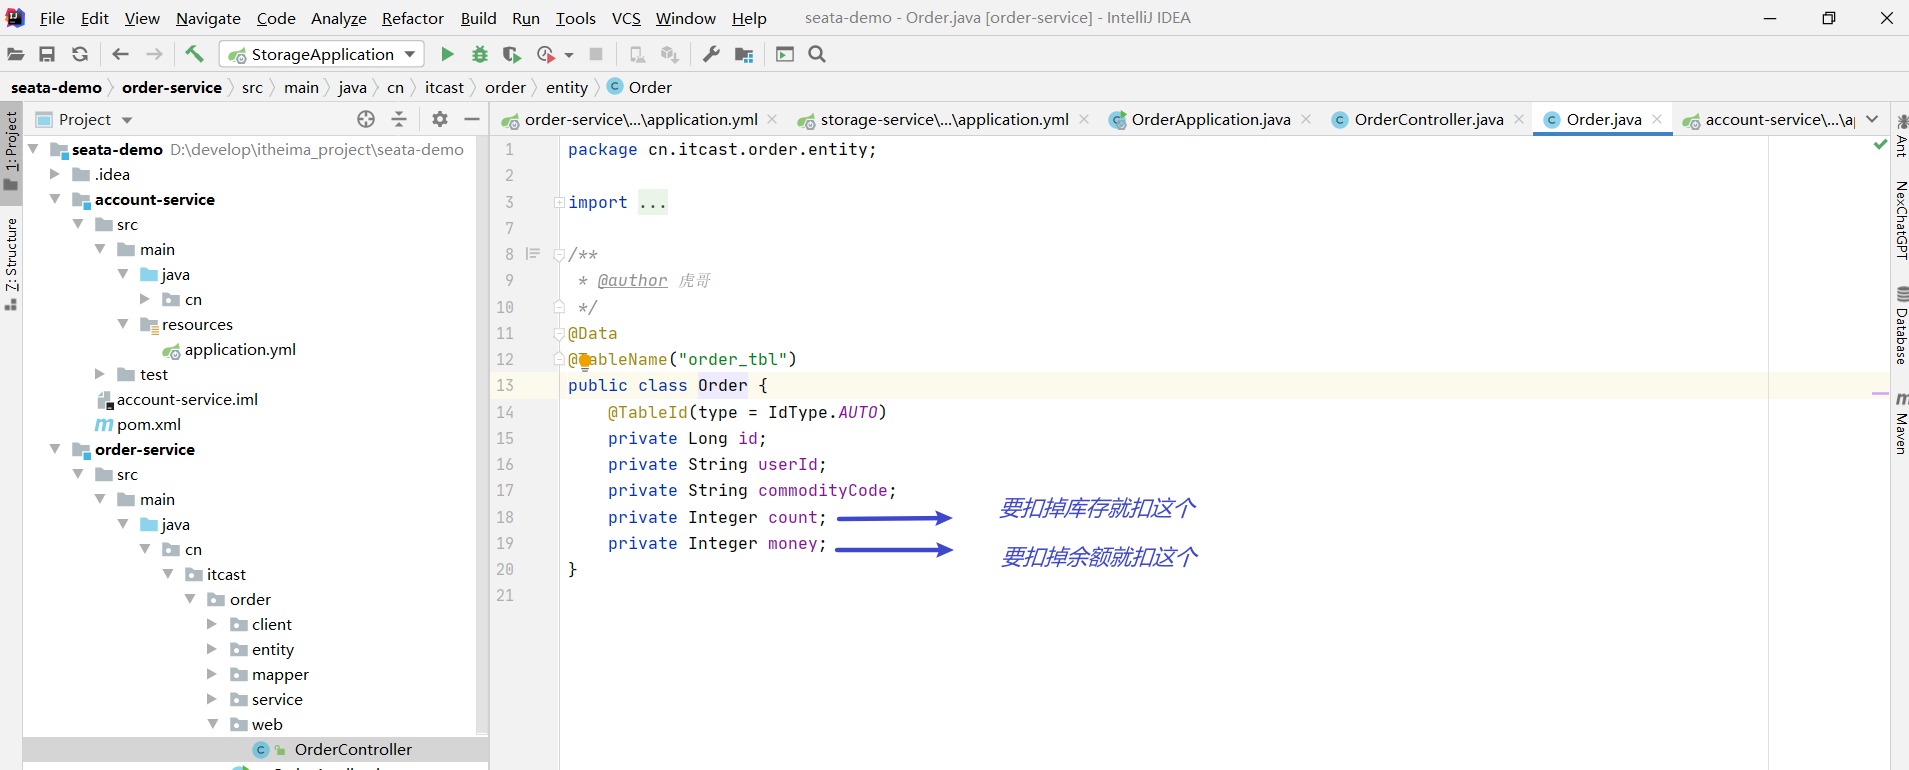 File Edit View Navigate Code Analyze Refactor Build Run Tools VCS Window Help seata-demo - Order.java [order-service] - IntelliJ IDEA
StorageApplication
seata-demo order-service src main java cn itcast order entity Order
Project
order-service\...\application.yml storage-service\...\application.yml OrderApplication.java OrderController.java Order.java account-service\...\a
1: Project
Z: Structure
seata-demo D:\develop\itheima_project\seata-demo
.idea
account-service
src
main
java
cn
resources
application.yml
test
account-service.iml
pom.xml
order-service
src
main
java
cn
itcast
order
client
entity
mapper
service
web
OrderController
1 package cn.itcast.order.entity;
2
3 import ...
7
8 /**
9 * @author 虎哥
10 */
11 @Data
12 @TableName("order_tbl")
13 public class Order {
14 @TableId(type = IdType.AUTO)
15 private Long id;
16 private String userId;
17 private String commodityCode;
18 private Integer count; 要扣掉库存就扣这个
19 private Integer money; 要扣掉余额就扣这个
20 }
21
Ant
NexChatGPT
Database
Maven